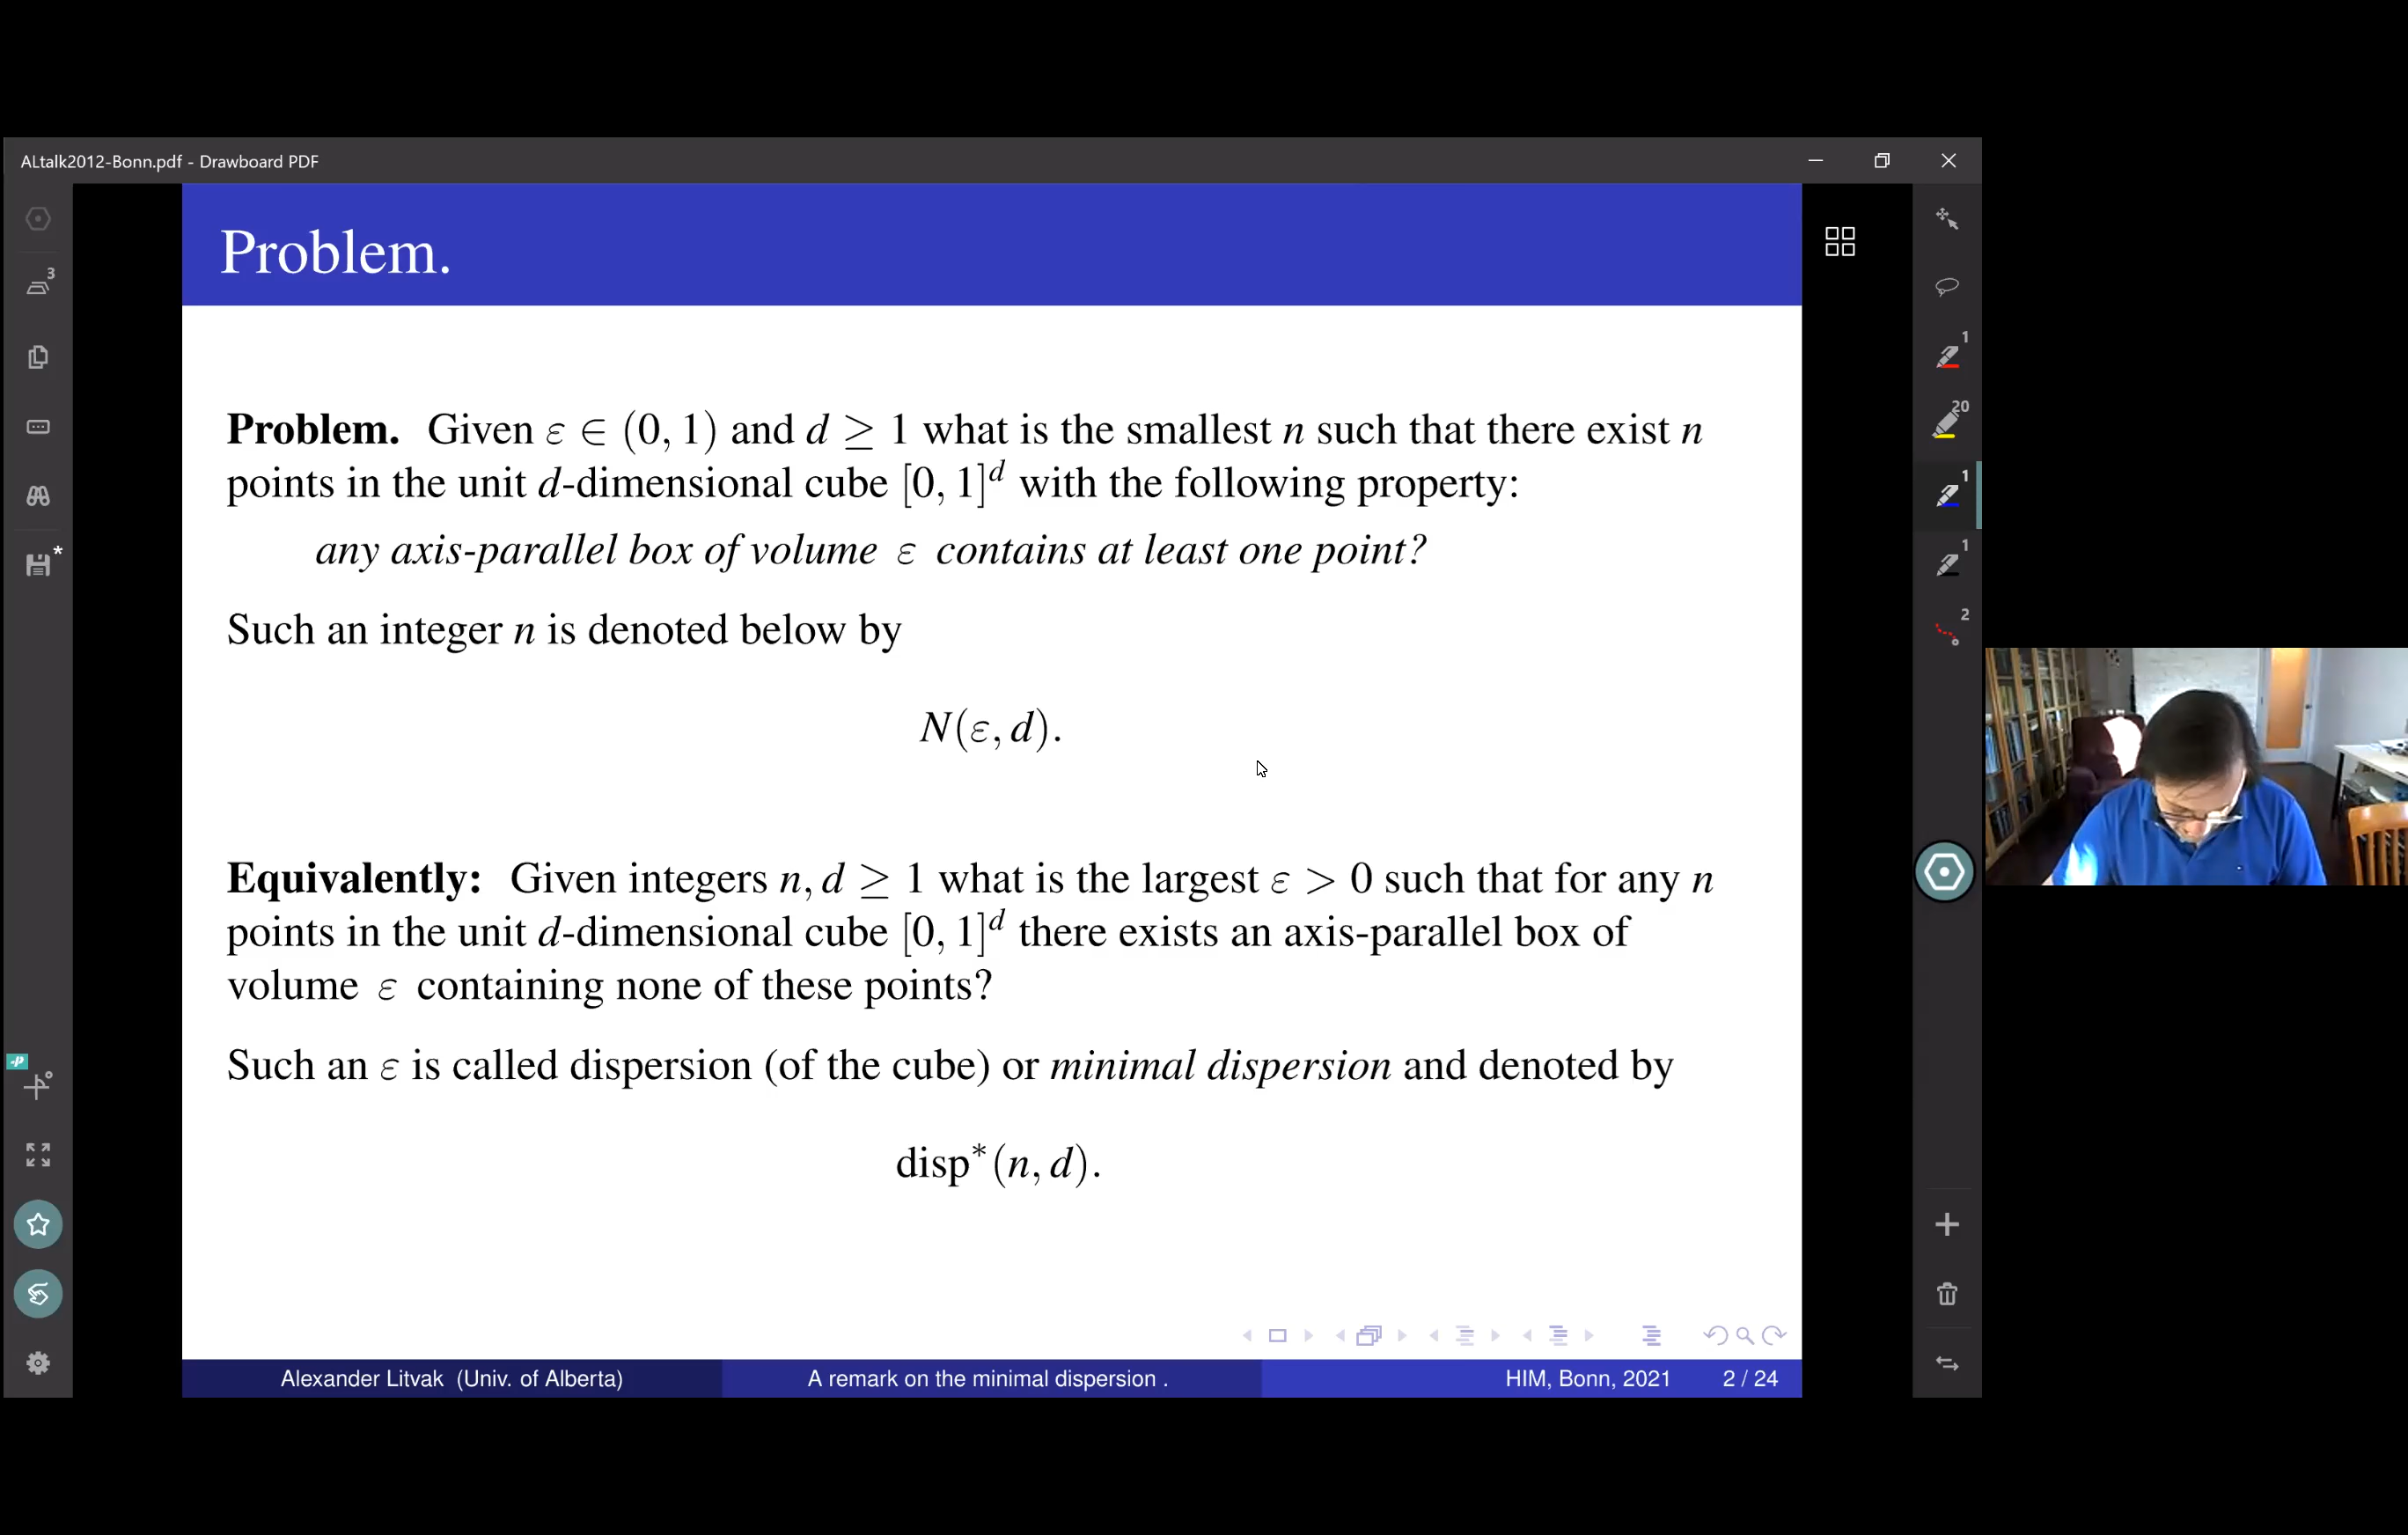 ALtalk2012-Bonn.pdf - Drawboard PDF
Problem.
3
1
20
1
1
2
Problem. Given ε ∈ (0, 1) and d ≥ 1 what is the smallest n such that there exist n
points in the unit d-dimensional cube [0, 1]^d with the following property:
any axis-parallel box of volume ε contains at least one point?
Such an integer n is denoted below by
N(ε, d).
Equivalently: Given integers n, d ≥ 1 what is the largest ε > 0 such that for any n
points in the unit d-dimensional cube [0, 1]^d there exists an axis-parallel box of
volume ε containing none of these points?
Such an ε is called dispersion (of the cube) or minimal dispersion and denoted by
disp*(n, d).
Alexander Litvak (Univ. of Alberta) A remark on the minimal dispersion . HIM, Bonn, 2021 2 / 24